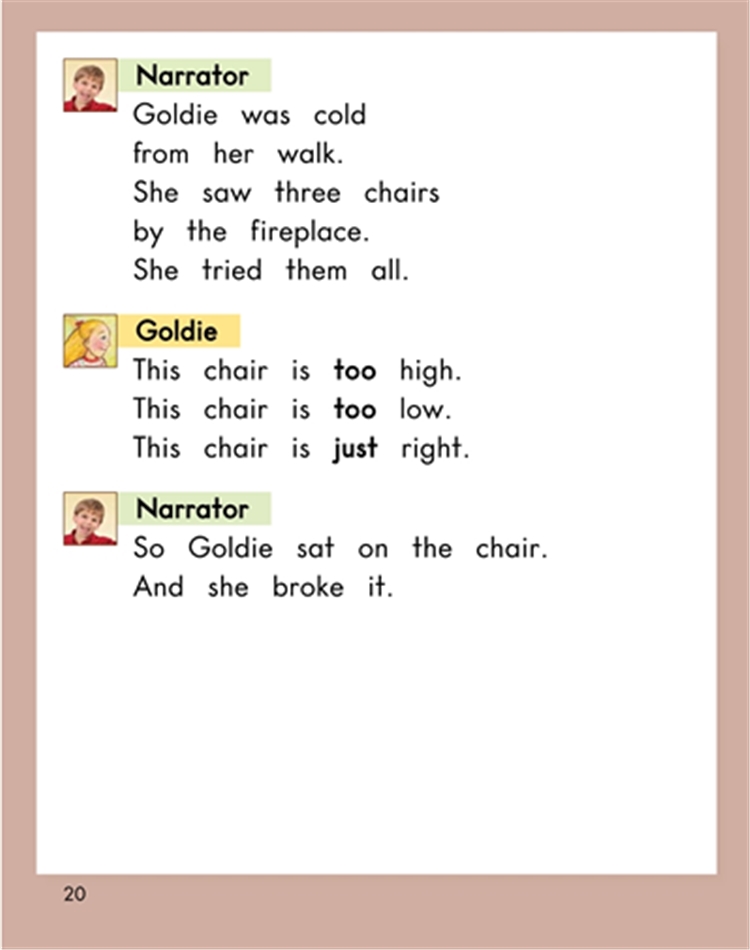 Narrator
Goldie was cold
from her walk.
She saw three chairs
by the fireplace.
She tried them all.
Goldie
This chair is too high.
This chair is too low.
This chair is just right.
Narrator
So Goldie sat on the chair.
And she broke it.
20